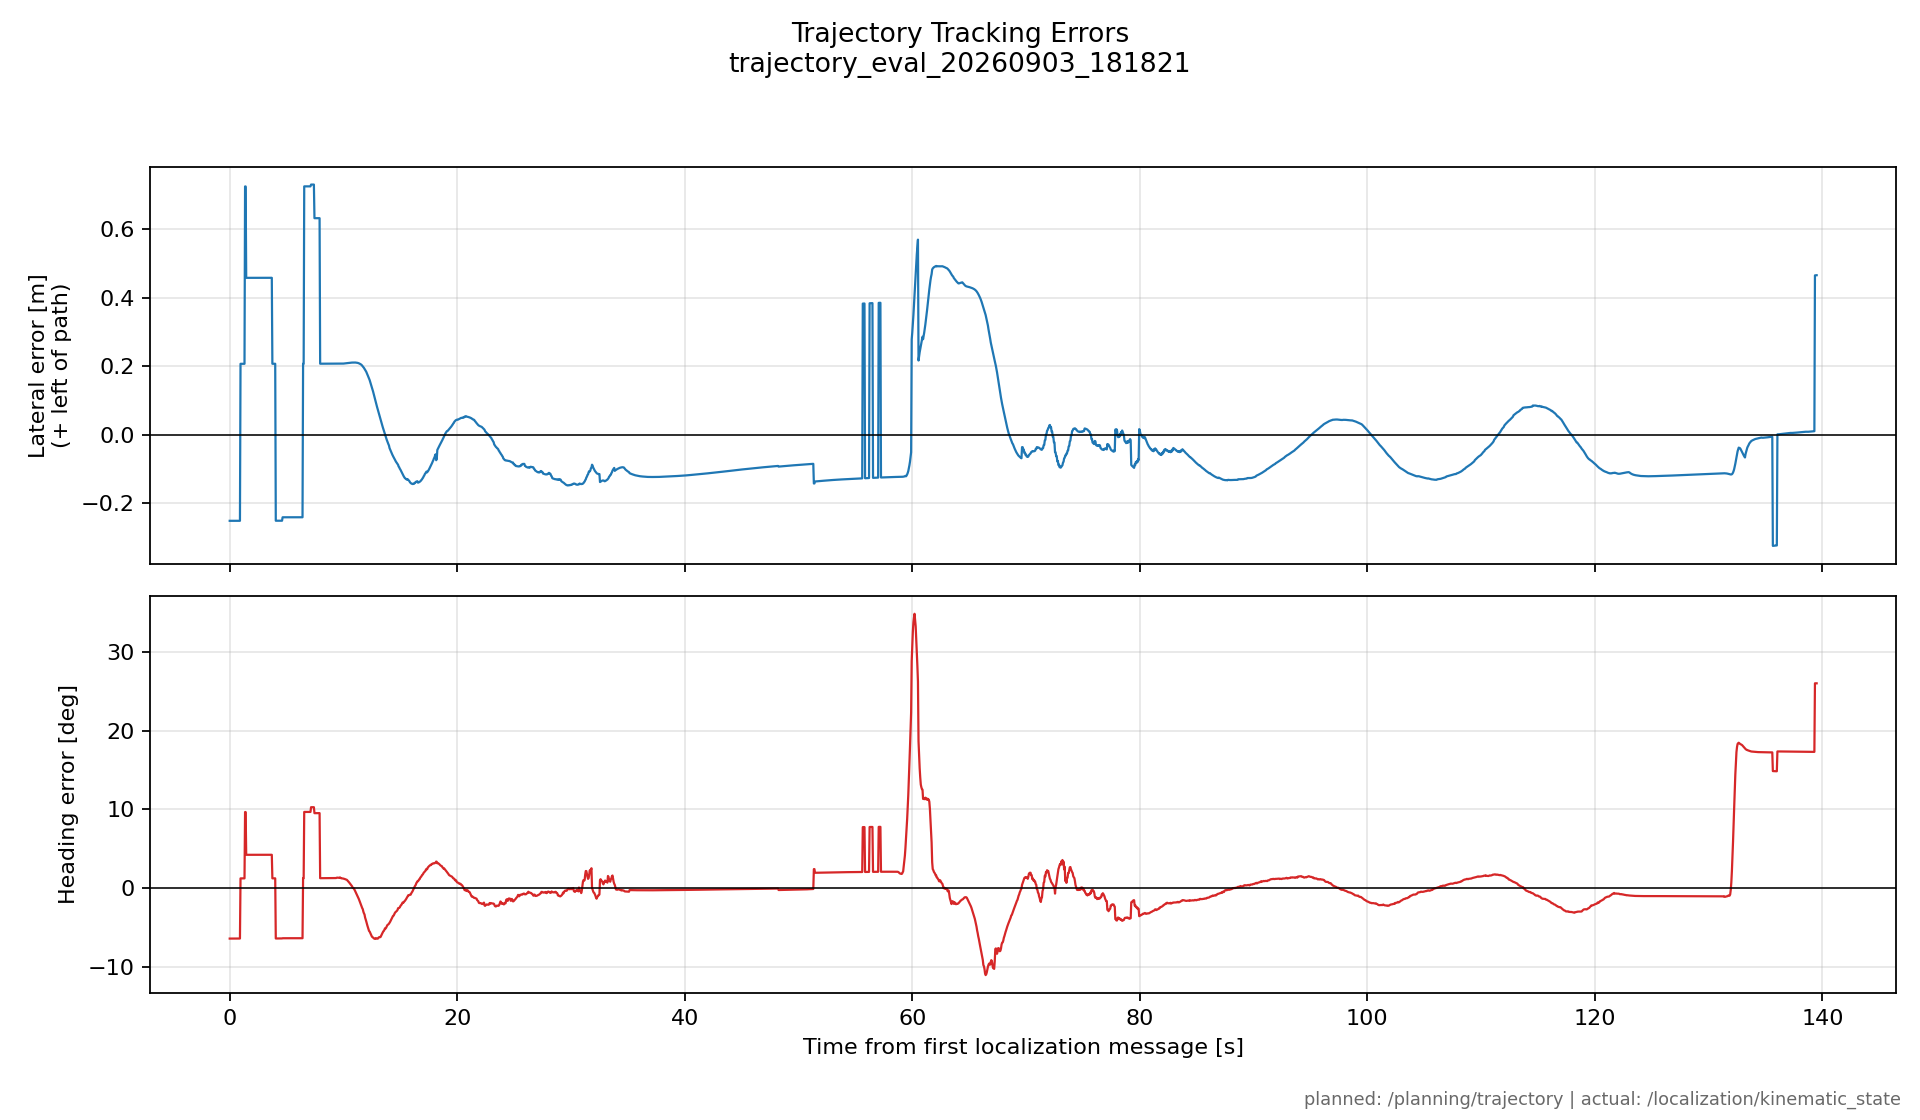 Trajectory Tracking Errors
trajectory_eval_20260903_181821
Lateral error [m]
(+ left of path)
0.6
0.4
0.2
0.0
−0.2
Heading error [deg]
30
20
10
0
−10
0 20 40 60 80 100 120 140
Time from first localization message [s]
planned: /planning/trajectory | actual: /localization/kinematic_state